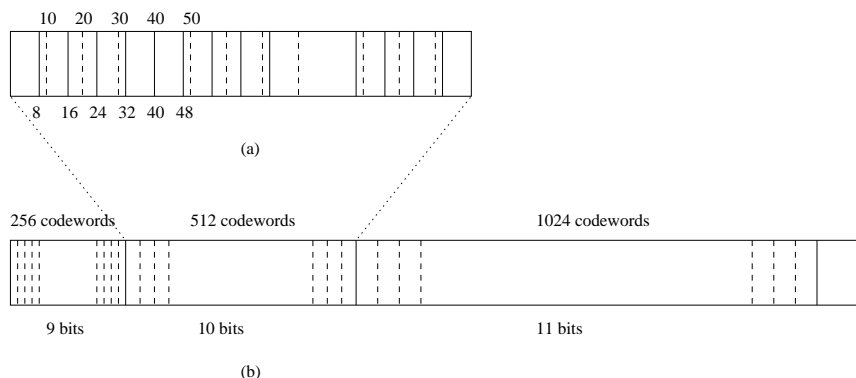 10 20 30 40 50
8 16 24 32 40 48
(a)
256 codewords 512 codewords 1024 codewords
9 bits 10 bits 11 bits
(b)